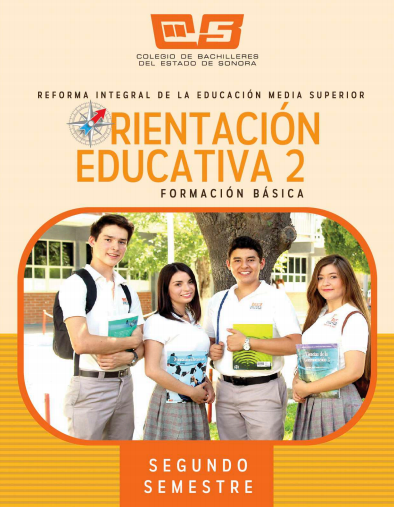 COLEGIO DE BACHILLERES
DEL ESTADO DE SONORA
REFORMA INTEGRAL DE LA EDUCACIÓN MEDIA SUPERIOR
ORIENTACIÓN
EDUCATIVA 2
FORMACIÓN BÁSICA
SEGUNDO
SEMESTRE